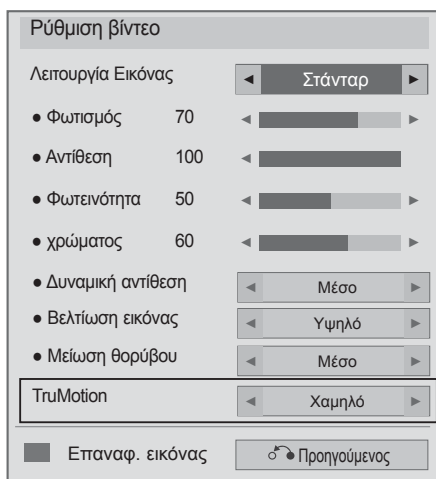 Ρύθμιση βίντεο
Λειτουργία Εικόνας ◄ Στάνταρ ►
● Φωτισμός 70 ◄ ►
● Αντίθεση 100 ◄
● Φωτεινότητα 50 ◄ ►
● χρώματος 60 ◄ ►
● Δυναμική αντίθεση ◄ Μέσο ►
● Βελτίωση εικόνας ◄ Υψηλό ►
● Μείωση θορύβου ◄ Μέσο ►
TruMotion ◄ Χαμηλό ►
Επαναφ. εικόνας Προηγούμενος